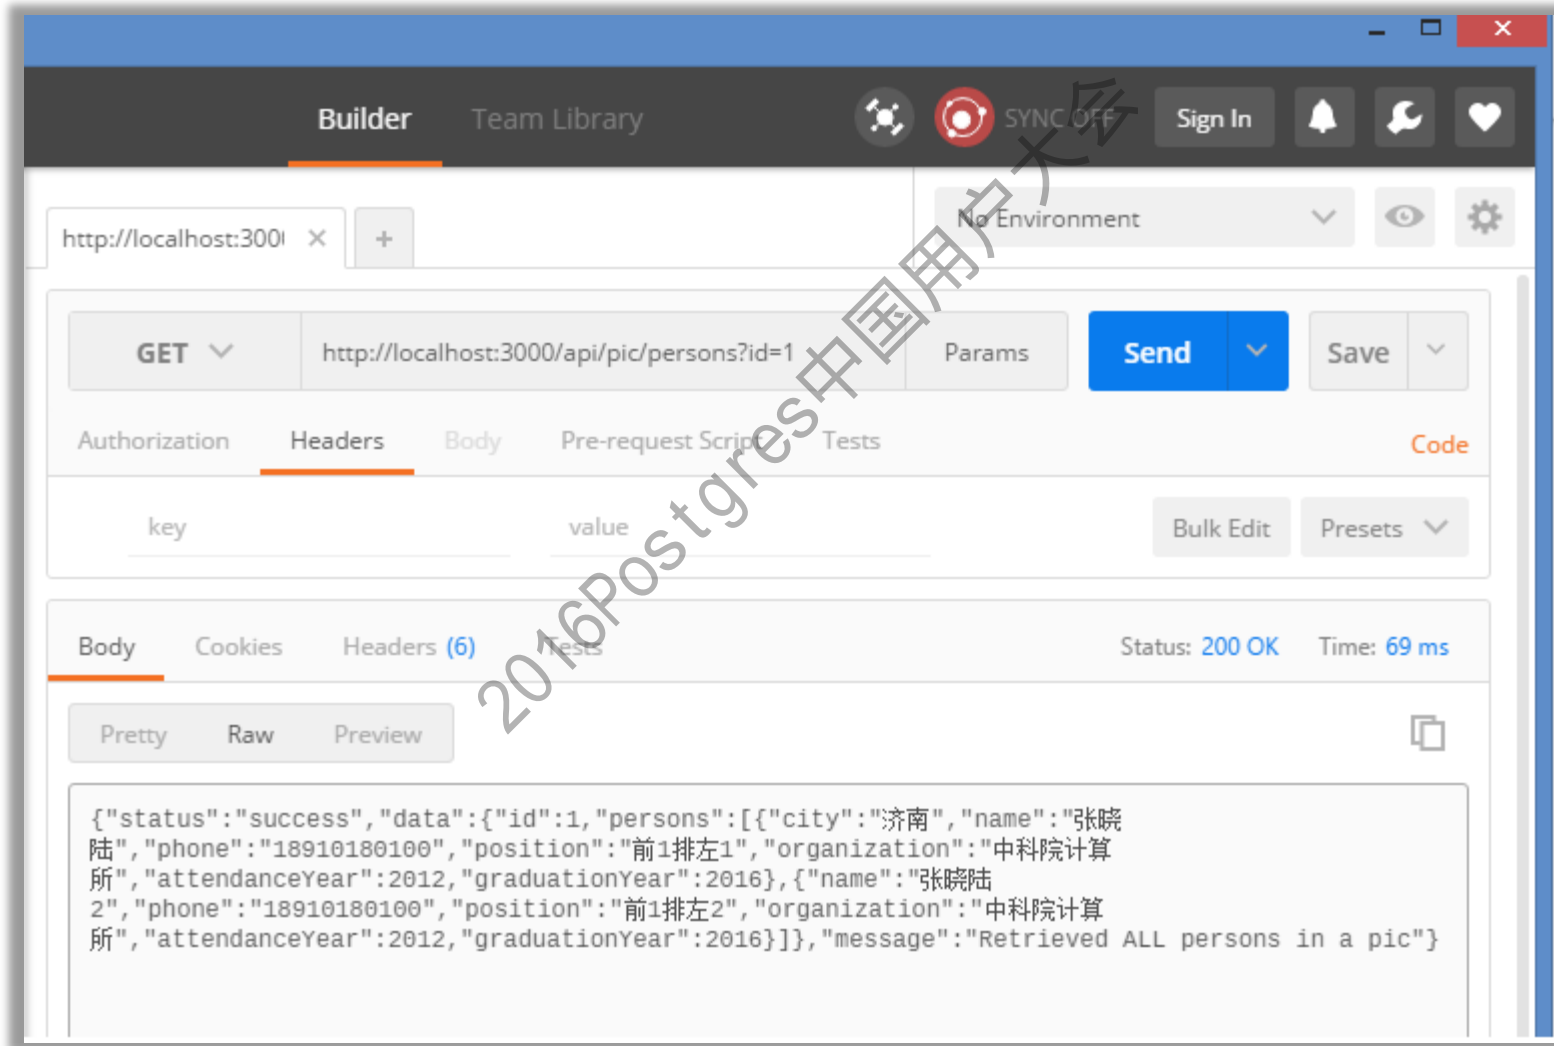 Builder Team Library SYNC OFF Sign In
http://localhost:300 No Environment
GET http://localhost:3000/api/pic/persons?id=1 Params Send Save
Authorization Headers Body Pre-request Script Tests Code
key value Bulk Edit Presets
Body Cookies Headers (6) Tests Status: 200 OK Time: 69 ms
Pretty Raw Preview
{"status":"success","data":{"id":1,"persons":[{"city":"济南","name":"张晓
陆","phone":"18910180100","position":"前1排左1","organization":"中科院计算
所","attendanceYear":2012,"graduationYear":2016},{"name":"张晓陆
2","phone":"18910180100","position":"前1排左2","organization":"中科院计算
所","attendanceYear":2012,"graduationYear":2016}]},"message":"Retrieved ALL persons in a pic"}
2016Postgres中国用户大会